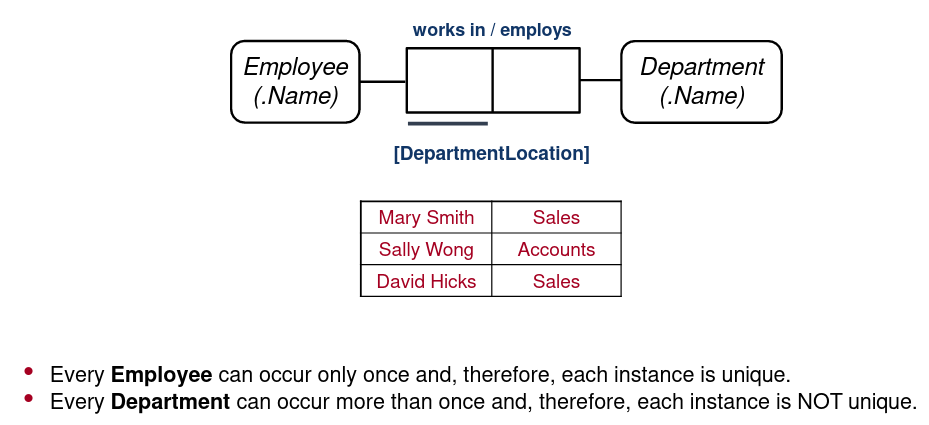 works in / employs
Employee
(.Name)
Department
(.Name)
[DepartmentLocation]
Mary Smith Sales
Sally Wong Accounts
David Hicks Sales
• Every Employee can occur only once and, therefore, each instance is unique.
• Every Department can occur more than once and, therefore, each instance is NOT unique.